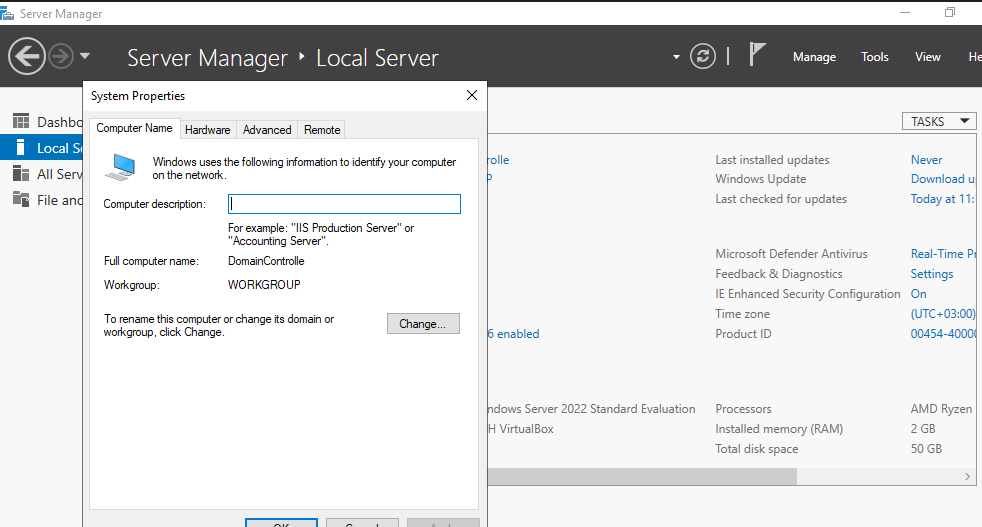 Server Manager
Server Manager ‣ Local Server
Manage Tools View He
System Properties
Computer Name Hardware Advanced Remote
Windows uses the following information to identify your computer
on the network.
Computer description:
For example: "IIS Production Server" or
"Accounting Server".
Full computer name: DomainControlle
Workgroup: WORKGROUP
To rename this computer or change its domain or
workgroup, click Change.
Change...
OK
Dashbo
Local Se
All Serv
File and
TASKS
rolle
Last installed updates Never
Windows Update Download u
Last checked for updates Today at 11:
Microsoft Defender Antivirus Real-Time Pr
Feedback & Diagnostics Settings
IE Enhanced Security Configuration On
Time zone (UTC+03:00)
6 enabled
Product ID 00454-40000
ndows Server 2022 Standard Evaluation
H VirtualBox
Processors AMD Ryzen
Installed memory (RAM) 2 GB
Total disk space 50 GB